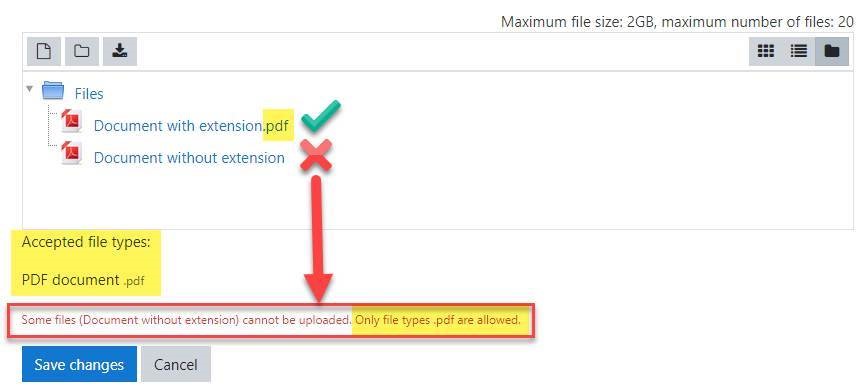 Maximum file size: 2GB, maximum number of files: 20
Files
Document with extension.pdf
Document without extension
Accepted file types:
PDF document .pdf
Some files (Document without extension) cannot be uploaded. Only file types .pdf are allowed.
Save changes Cancel